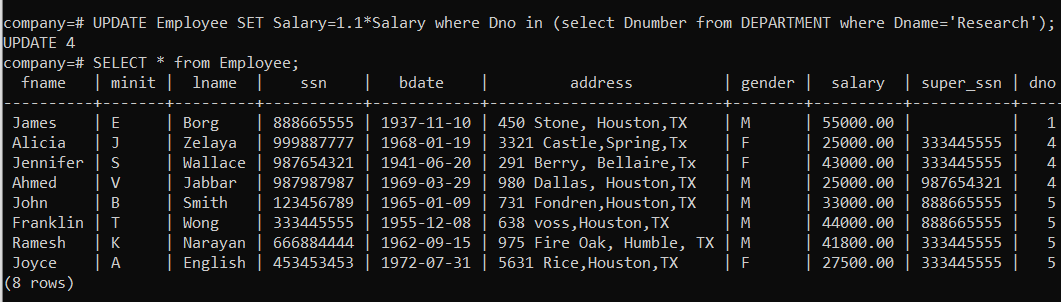 company=# UPDATE Employee SET Salary=1.1*Salary where Dno in (select Dnumber from DEPARTMENT where Dname='Research');
UPDATE 4
company=# SELECT * from Employee;
  fname   | minit |  lname  |    ssn    |   bdate    |        address        | gender |  salary  | super_ssn | dno
----------+-------+---------+-----------+------------+-----------------------+--------+----------+-----------+-----
 James    | E     | Borg    | 888665555 | 1937-11-10 | 450 Stone, Houston,TX | M      | 55000.00 |           |   1
 Alicia   | J     | Zelaya  | 999887777 | 1968-01-19 | 3321 Castle,Spring,Tx | F      | 25000.00 | 333445555 |   4
 Jennifer | S     | Wallace | 987654321 | 1941-06-20 | 291 Berry, Bellaire,Tx | F      | 43000.00 | 333445555 |   4
 Ahmed    | V     | Jabbar  | 987987987 | 1969-03-29 | 980 Dallas, Houston,TX | M      | 25000.00 | 987654321 |   4
 John     | B     | Smith   | 123456789 | 1965-01-09 | 731 Fondren,Houston,TX | M      | 33000.00 | 888665555 |   5
 Franklin | T     | Wong    | 333445555 | 1955-12-08 | 638 voss,Houston,TX   | M      | 44000.00 | 888665555 |   5
 Ramesh   | K     | Narayan | 666884444 | 1962-09-15 | 975 Fire Oak, Humble, TX | M      | 41800.00 | 333445555 |   5
 Joyce    | A     | English | 453453453 | 1972-07-31 | 5631 Rice,Houston,TX  | F      | 27500.00 | 333445555 |   5
(8 rows)